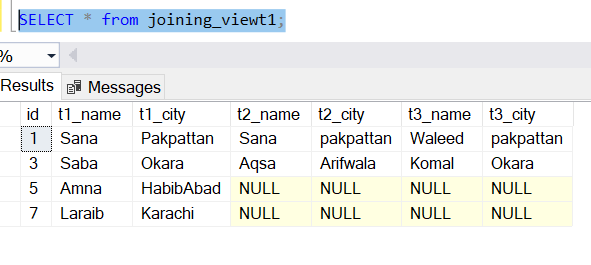 SELECT * from joining_viewt1;
%
Results Messages
id t1_name t1_city t2_name t2_city t3_name t3_city
1 Sana Pakpattan Sana pakpattan Waleed pakpattan
3 Saba Okara Aqsa Arifwala Komal Okara
5 Amna HabibAbad NULL NULL NULL NULL
7 Laraib Karachi NULL NULL NULL NULL